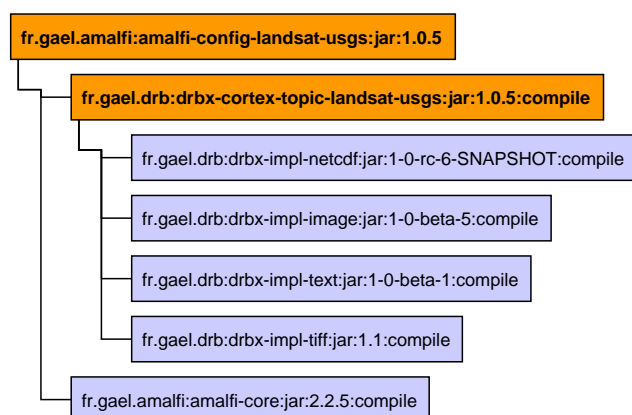 fr.gael.amalfi:amalfi-config-landsat-usgs:jar:1.0.5
fr.gael.drb:drbx-cortex-topic-landsat-usgs:jar:1.0.5:compile
fr.gael.drb:drbx-impl-netcdf:jar:1-0-rc-6-SNAPSHOT:compile
fr.gael.drb:drbx-impl-image:jar:1-0-beta-5:compile
fr.gael.drb:drbx-impl-text:jar:1-0-beta-1:compile
fr.gael.drb:drbx-impl-tiff:jar:1.1:compile
fr.gael.amalfi:amalfi-core:jar:2.2.5:compile